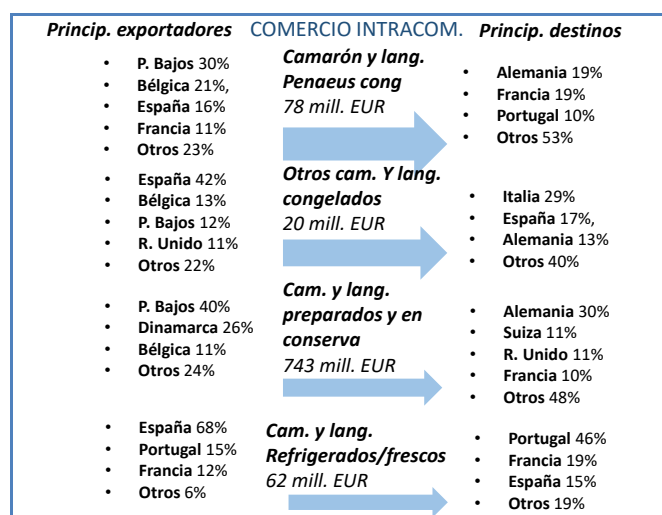 Princip. exportadores
COMERCIO INTRACOM.
Princip. destinos
• P. Bajos 30%
• Bélgica 21%,
• España 16%
• Francia 11%
• Otros 23%
Camarón y lang.
Penaeus cong
78 mill. EUR
• Alemania 19%
• Francia 19%
• Portugal 10%
• Otros 53%
• España 42%
• Bélgica 13%
• P. Bajos 12%
• R. Unido 11%
• Otros 22%
Otros cam. Y lang.
congelados
20 mill. EUR
• Italia 29%
• España 17%,
• Alemania 13%
• Otros 40%
• P. Bajos 40%
• Dinamarca 26%
• Bélgica 11%
• Otros 24%
Cam. y lang.
preparados y en
conserva
743 mill. EUR
• Alemania 30%
• Suiza 11%
• R. Unido 11%
• Francia 10%
• Otros 48%
• España 68%
• Portugal 15%
• Francia 12%
• Otros 6%
Cam. y lang.
Refrigerados/frescos
62 mill. EUR
• Portugal 46%
• Francia 19%
• España 15%
• Otros 19%